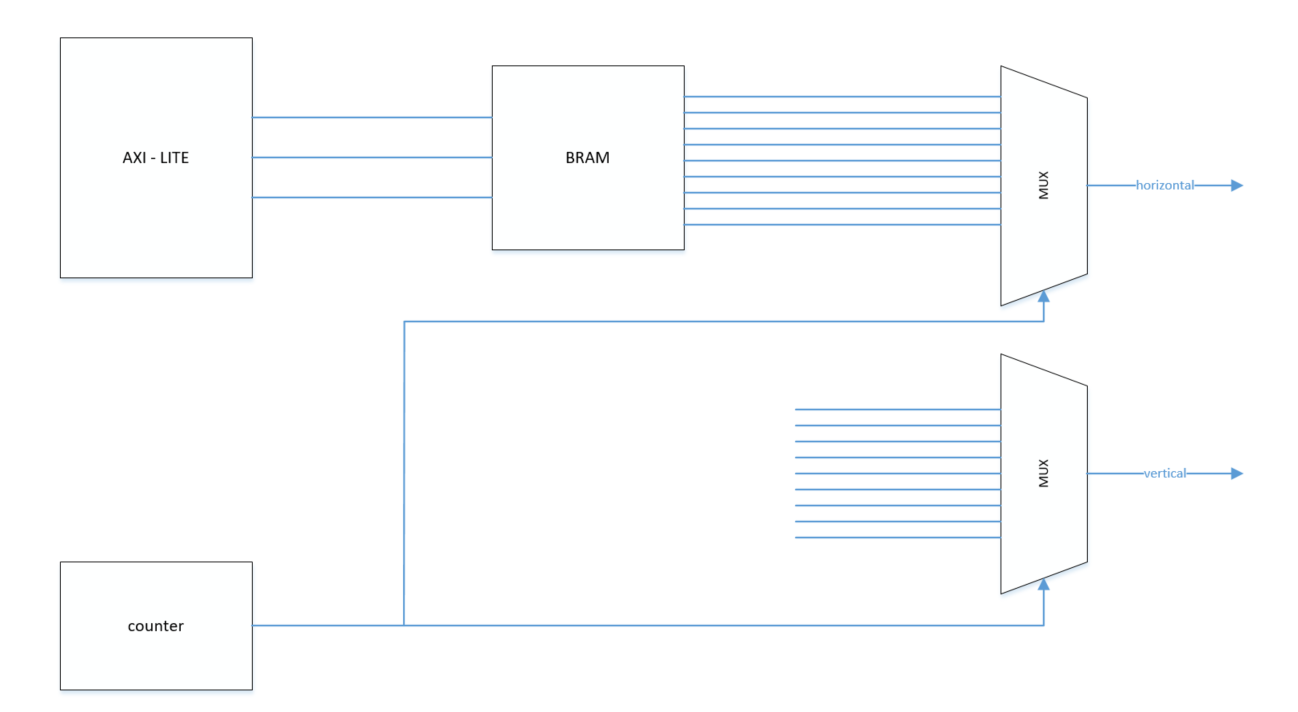 AXI - LITE
BRAM
MUX
horizontal
MUX
vertical
counter